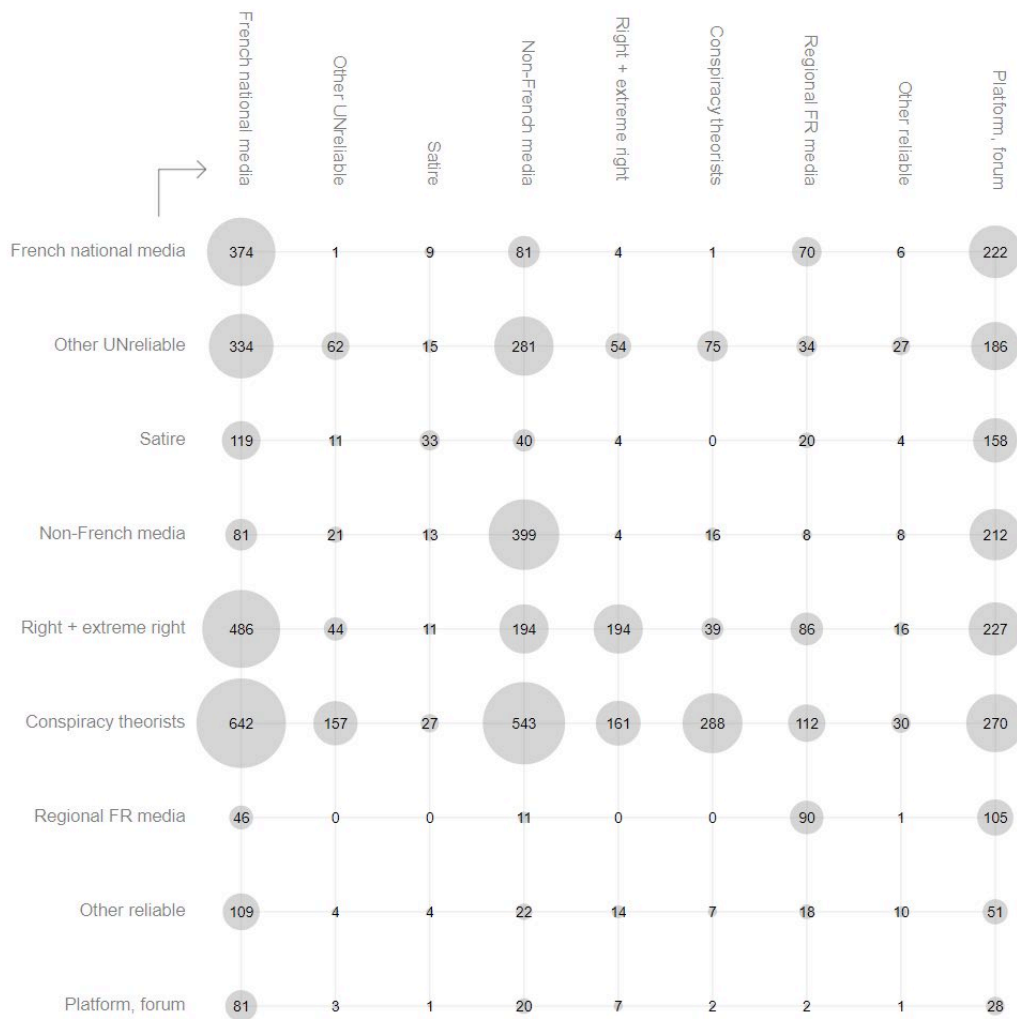 French national media
Other UNreliable
Satire
Non-French media
Right + extreme right
Conspiracy theorists
Regional FR media
Other reliable
Platform, forum
French national media 374 1 9 81 4 1 70 6 222
Other UNreliable 334 62 15 281 54 75 34 27 186
Satire 119 11 33 40 4 0 20 4 158
Non-French media 81 21 13 399 4 16 8 8 212
Right + extreme right 486 44 11 194 194 39 86 16 227
Conspiracy theorists 642 157 27 543 161 288 112 30 270
Regional FR media 46 0 0 11 0 0 90 1 105
Other reliable 109 4 4 22 14 7 18 10 51
Platform, forum 81 3 1 20 7 2 2 1 28